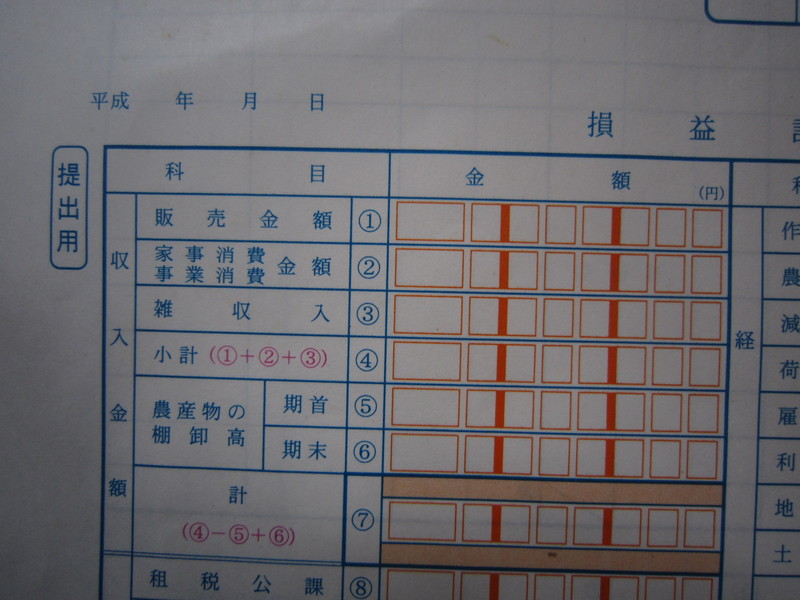 平成 年 月 日
損 益
提出用
科 目
金 額
(円)
収入金額
販売金額 ①
家事消費
事業消費 金額 ②
雑収入 ③
小計(①+②+③) ④
農産物の
棚卸高
期首 ⑤
期末 ⑥
計
(④-⑤+⑥) ⑦
租税公課 ⑧
経
作
農
減
荷
雇
利
地
土